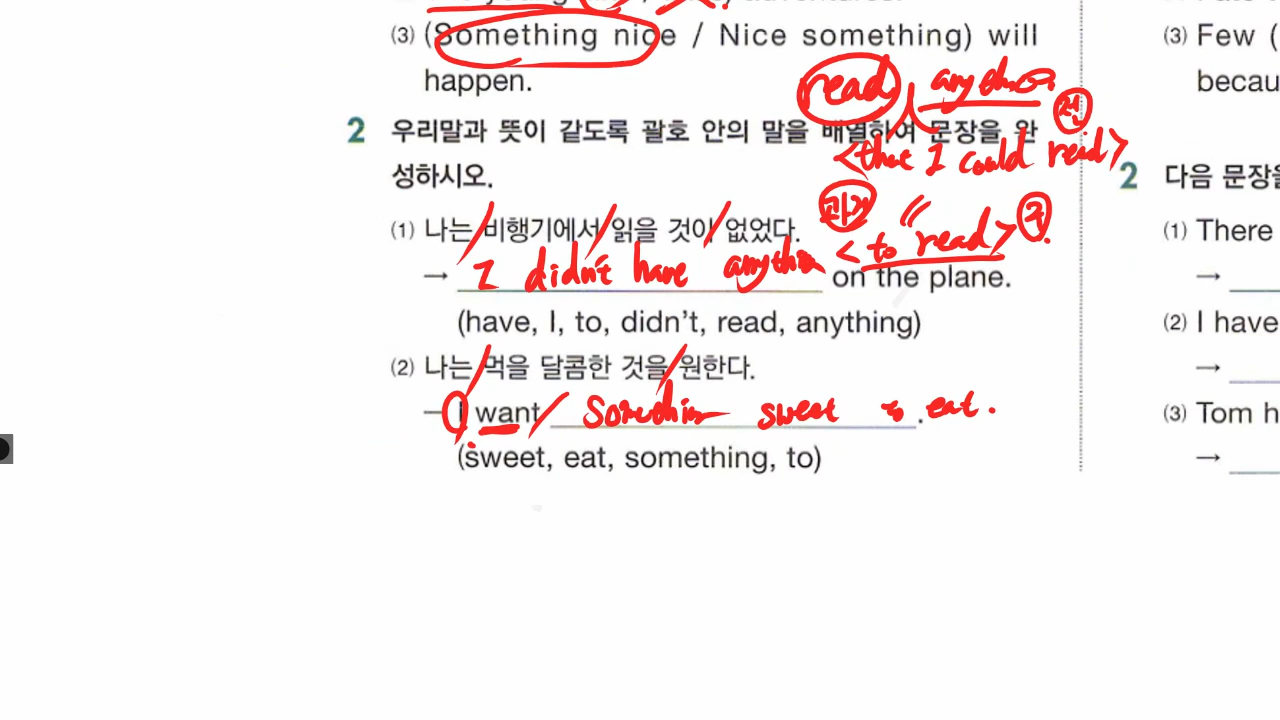 (3) (Something nice / Nice something) will
happen.
read anything
전
2 우리말과 뜻이 같도록 괄호 안의 말을 배열하여 문장을 완
성하시오.
<that I could read>
(1) 나는 비행기에서 읽을 것이 없었다.
과거 <to read>
→ I didn't have anything on the plane.
(have, I, to, didn't, read, anything)
(2) 나는 먹을 달콤한 것을 원한다.
→ I want something sweet to eat.
(sweet, eat, something, to)
(3) Few (
becau
2 다음 문장을
(1) There
→
(2) I have
→
(3) Tom h
→